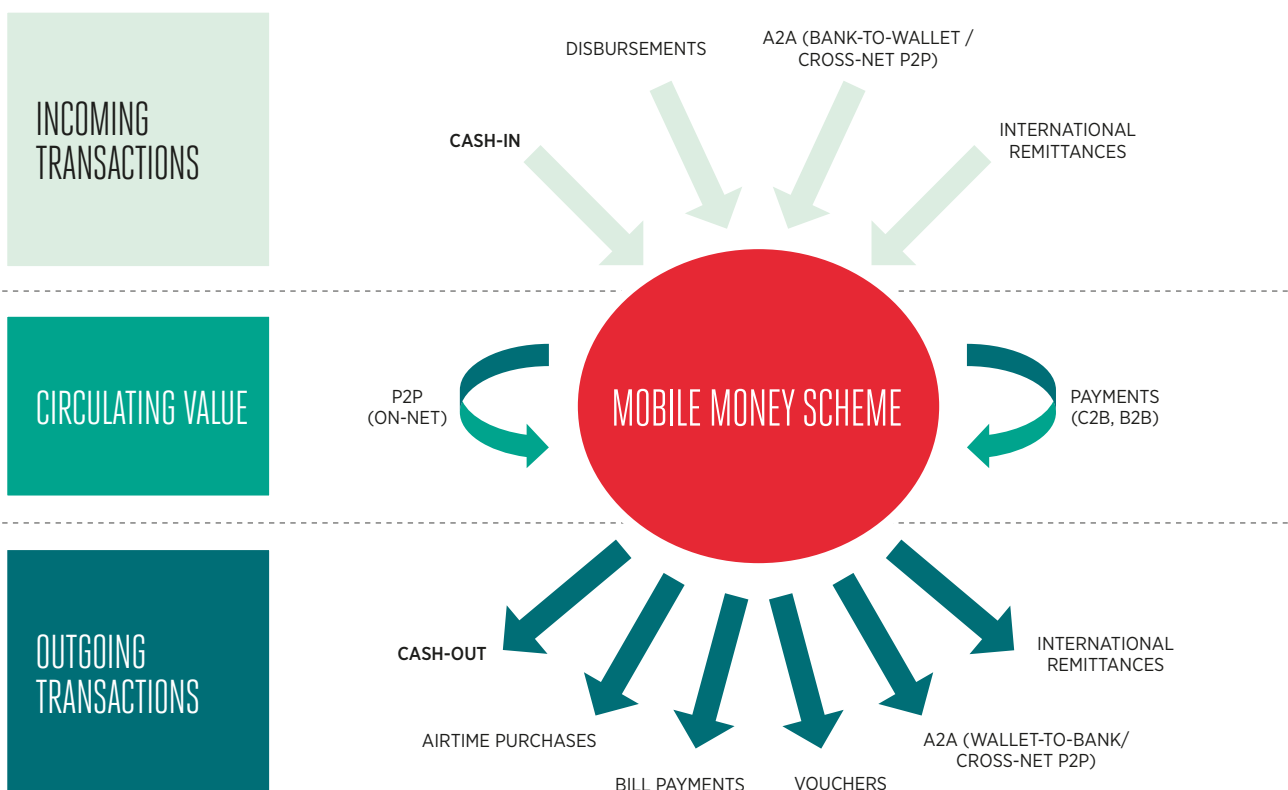 INCOMING
TRANSACTIONS
DISBURSEMENTS
A2A (BANK-TO-WALLET /
CROSS-NET P2P)
CASH-IN
INTERNATIONAL
REMITTANCES
CIRCULATING VALUE
P2P
(ON-NET)
MOBILE MONEY SCHEME
PAYMENTS
(C2B, B2B)
OUTGOING
TRANSACTIONS
CASH-OUT
INTERNATIONAL
REMITTANCES
AIRTIME PURCHASES
A2A (WALLET-TO-BANK/
CROSS-NET P2P)
BILL PAYMENTS
VOUCHERS